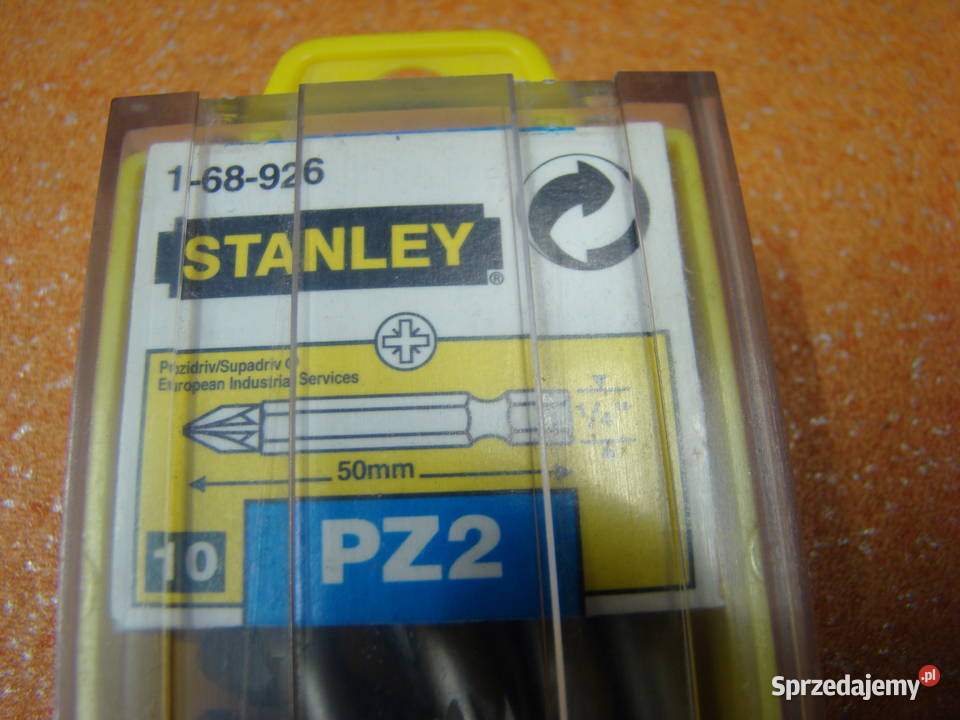 1-68-926
STANLEY®
Pozidriv/Supadriv ®
European Industrial Services
1/4"
50mm
10
PZ2
Sprzedajemy.pl